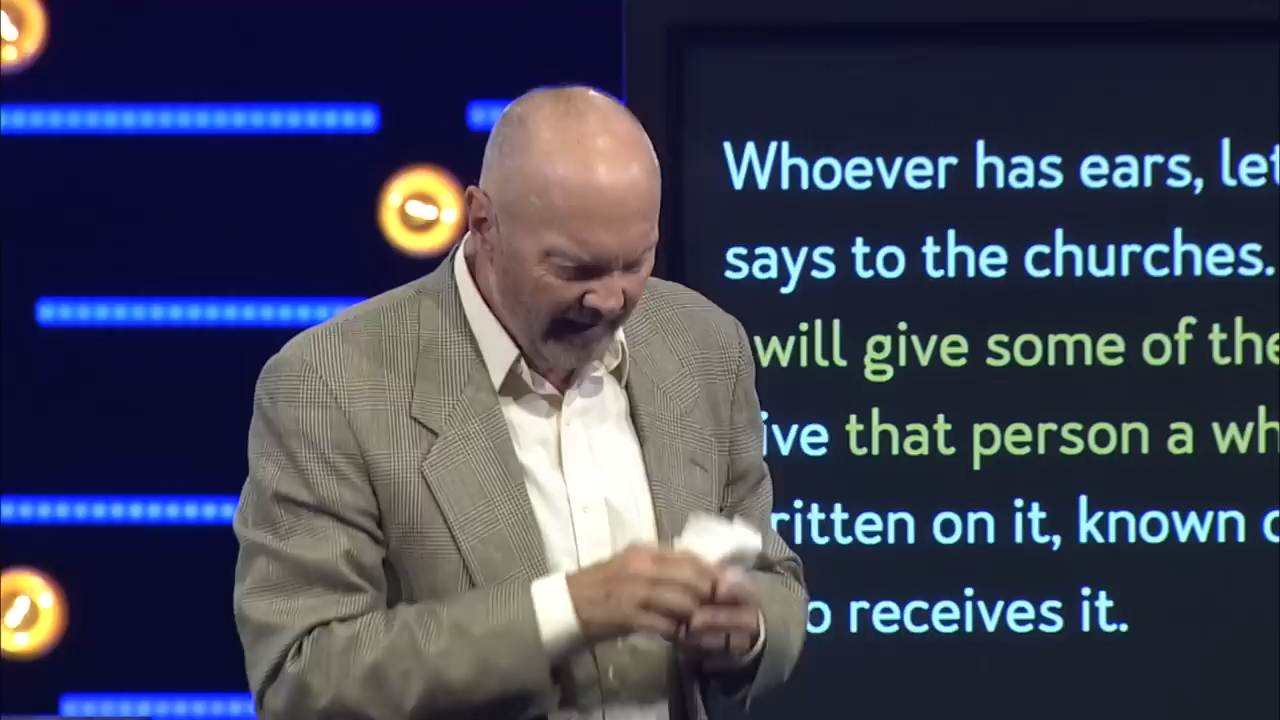 Whoever has ears, let
says to the churches.
will give some of the
ive that person a wh
ritten on it, known o
o receives it.